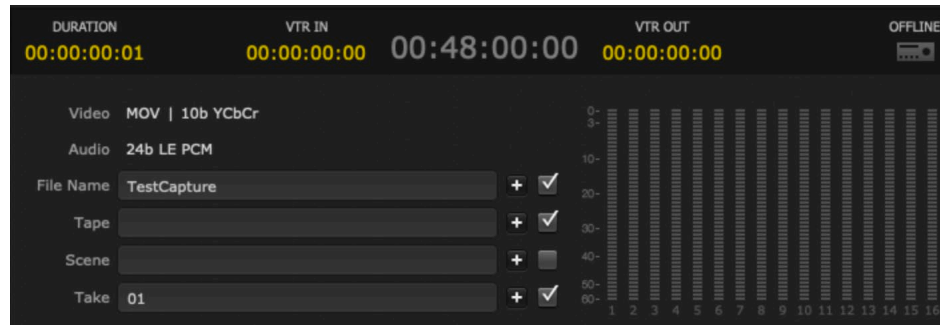 DURATION VTR IN VTR OUT OFFLINE
00:00:00:01 00:00:00:00 00:48:00:00 00:00:00:00
Video MOV | 10b YCbCr
Audio 24b LE PCM
File Name TestCapture +
Tape +
Scene +
Take 01 +
0-
3-
10-
20-
30-
40-
50-
60-
1 2 3 4 5 6 7 8 9 10 11 12 13 14 15 16